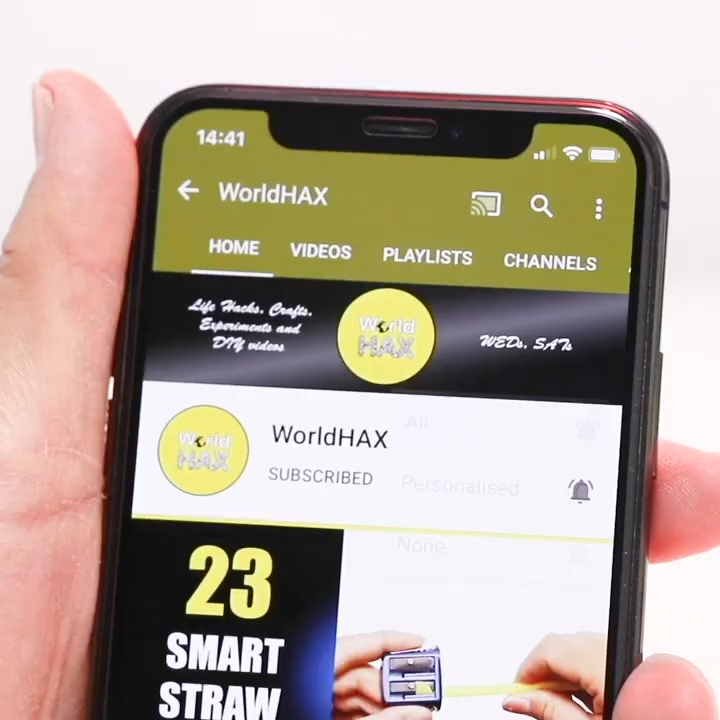 14:41
WorldHAX
HOME VIDEOS PLAYLISTS CHANNELS
Life Hacks, Crafts,
Experiments and
DIY videos
World
HAX
WEDs, SATs
World
HAX
WorldHAX
SUBSCRIBED
All
Personalised
None
23
SMART
STRAW